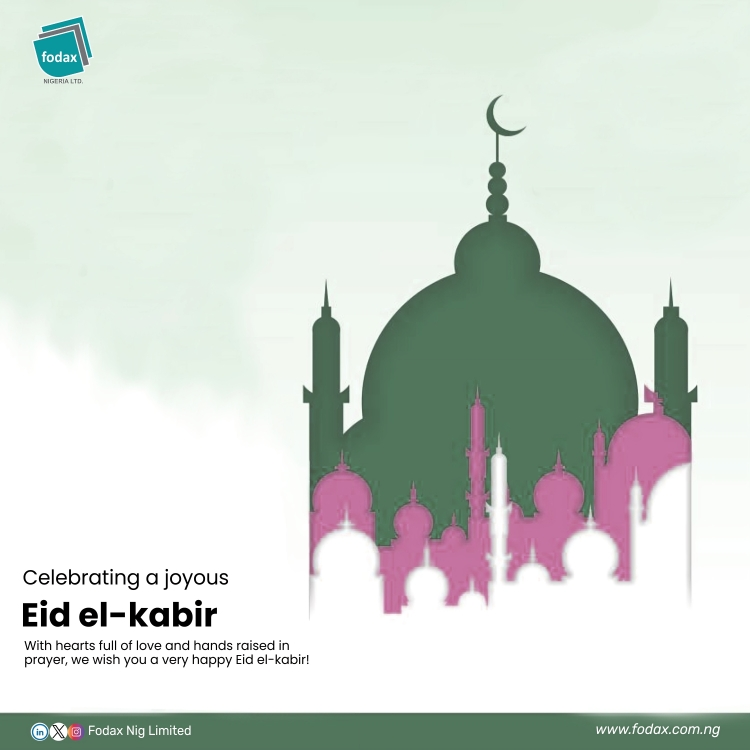 fodax
NIGERIA LTD.
Celebrating a joyous
Eid el-kabir
With hearts full of love and hands raised in
prayer, we wish you a very happy Eid el-kabir!
in X Fodax Nig Limited
www.fodax.com.ng